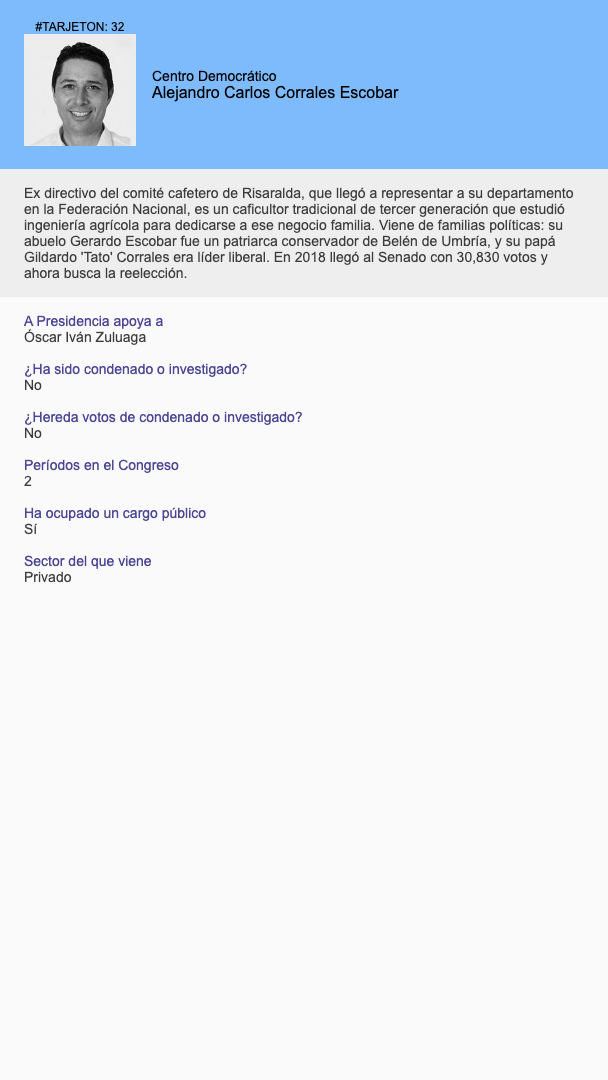 #TARJETON: 32
Centro Democrático
Alejandro Carlos Corrales Escobar
Ex directivo del comité cafetero de Risaralda, que llegó a representar a su departamento
en la Federación Nacional, es un caficultor tradicional de tercer generación que estudió
ingeniería agrícola para dedicarse a ese negocio familia. Viene de familias políticas: su
abuelo Gerardo Escobar fue un patriarca conservador de Belén de Umbría, y su papá
Gildardo 'Tato' Corrales era líder liberal. En 2018 llegó al Senado con 30,830 votos y
ahora busca la reelección.
A Presidencia apoya a
Óscar Iván Zuluaga
¿Ha sido condenado o investigado?
No
¿Hereda votos de condenado o investigado?
No
Períodos en el Congreso
2
Ha ocupado un cargo público
Sí
Sector del que viene
Privado